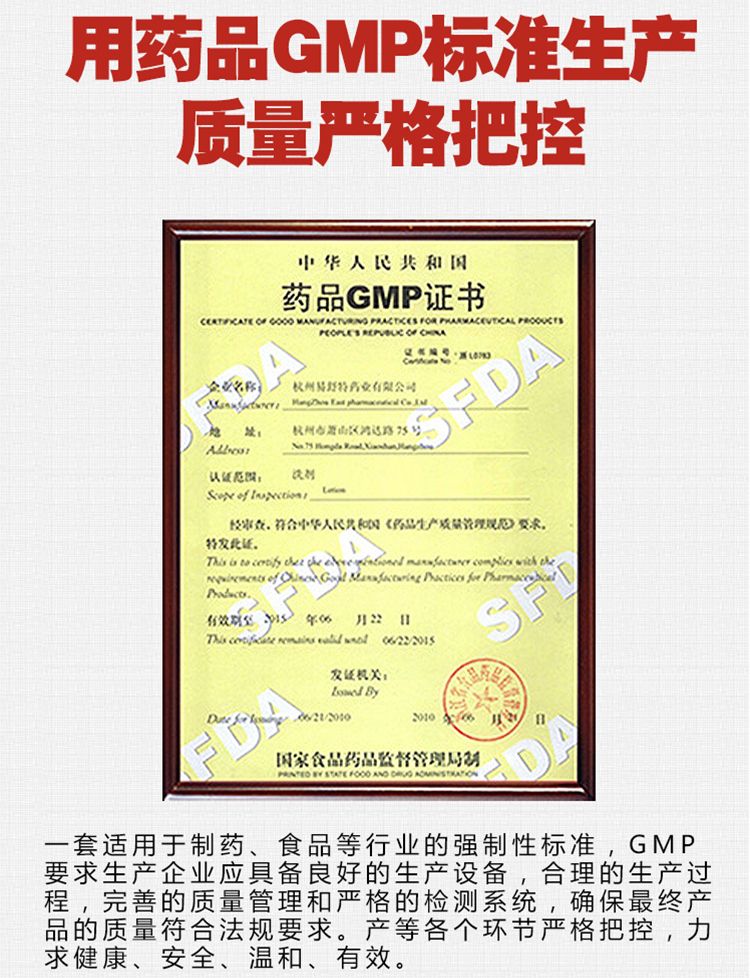 用药品GMP标准生产
质量严格把控
中华人民共和国
药品GMP证书
CERTIFICATE OF GOOD MANUFACTURING PRACTICES FOR PHARMACEUTICAL PRODUCTS
PEOPLE'S REPUBLIC OF CHINA
证书编号：浙L0783
Certificate No
企业名称：杭州易舒特药业有限公司
Manufacturer: HangZhou East pharmaceutical Co.,Ltd
地 址：杭州市萧山区鸿达路 75 号
Address: No.75 Hongda Road,Xiaoshan,Hangzhou
认证范围：洗剂
Scope of Inspection: Lotion
经审查，符合中华人民共和国《药品生产质量管理规范》要求。
特发此证。
This is to certify that the above-mentioned manufacturer complies with the
requirements of Chinese Good Manufacturing Practices for Pharmaceutical
Products.
有效期至 2015 年 06 月 22 日
This certificate remains valid until 06/22/2015
发证机关：
Issued By
Date for Issuing 06/21/2010 2010 年 06 月 21 日
国家食品药品监督管理局制
PRINTED BY STATE FOOD AND DRUG ADMINISTRATION
SFDA
SFDA
SFDA
SFDA
SFDA
SFDA
一套适用于制药、食品等行业的强制性标准，GMP
要求生产企业应具备良好的生产设备，合理的生产过
程，完善的质量管理和严格的检测系统，确保最终产
品的质量符合法规要求。产等各个环节严格把控，力
求健康、安全、温和、有效。